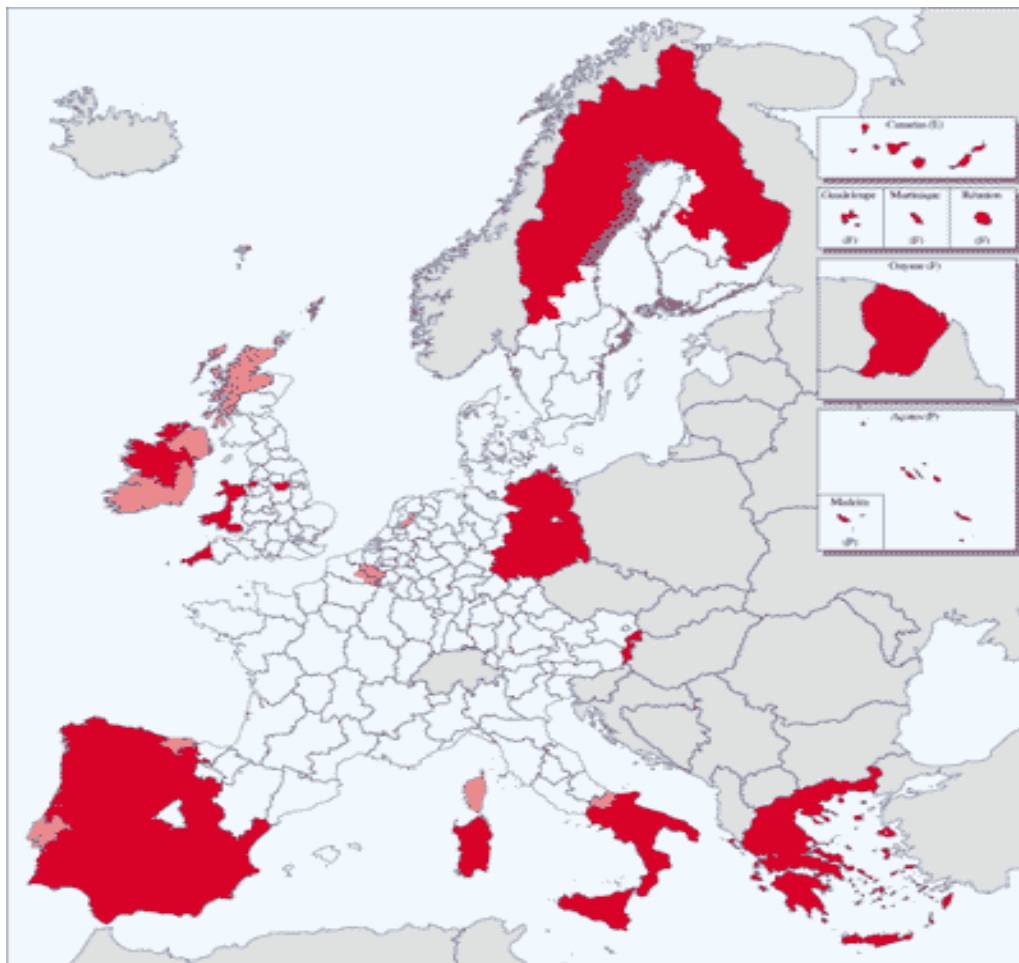 Canarias (E)
Guadeloupe Martinique Réunion
(F) (F) (F)
Guyane (F)
Açores (P)
Madeira
(P)